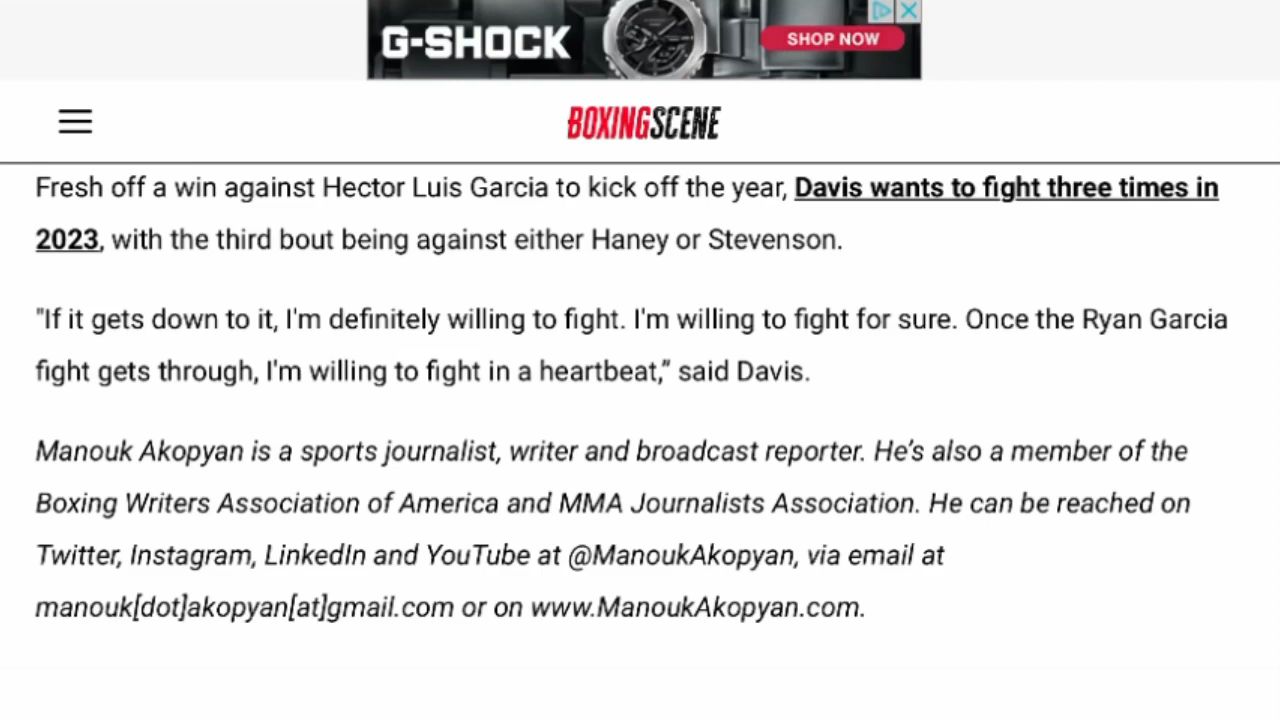 G-SHOCK
SHOP NOW
BOXINGSCENE
Fresh off a win against Hector Luis Garcia to kick off the year, Davis wants to fight three times in
2023, with the third bout being against either Haney or Stevenson.
"If it gets down to it, I'm definitely willing to fight. I'm willing to fight for sure. Once the Ryan Garcia
fight gets through, I'm willing to fight in a heartbeat,” said Davis.
Manouk Akopyan is a sports journalist, writer and broadcast reporter. He’s also a member of the
Boxing Writers Association of America and MMA Journalists Association. He can be reached on
Twitter, Instagram, LinkedIn and YouTube at @ManoukAkopyan, via email at
manouk[dot]akopyan[at]gmail.com or on www.ManoukAkopyan.com.